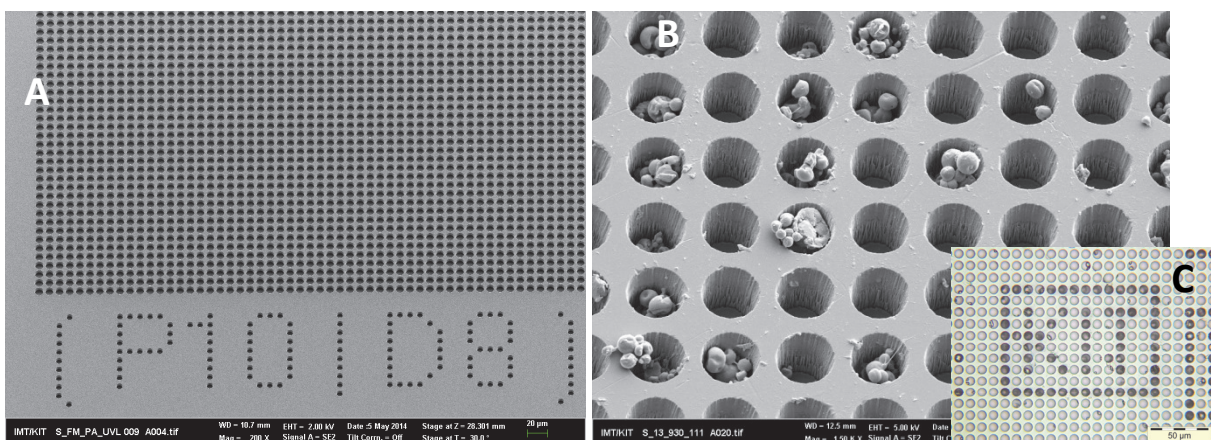 A
( P10 | D8 )
IMT/KIT S_FM_PA_UVL 009 A004.tif
WD = 10.7 mm EHT = 2.00 kV Date :5 May 2014 Stage at Z = 28.301 mm 20 µm
Mag = 200 X Signal A = SE2 Tilt Corrn. = Off Stage at T = 30.0 °
B
IMT/KIT S_13_930_111 A020.tif
WD = 12.5 mm EHT = 5.00 kV Date
Mag = 1.50 K X Signal A = SE2 Tilt Co
C
50 µm